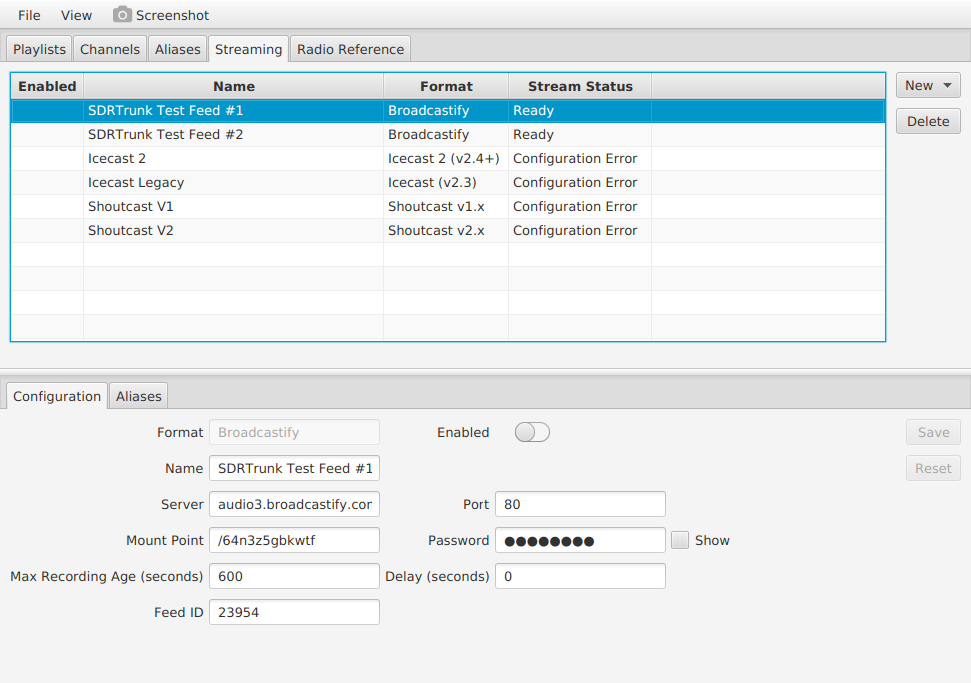 File View Screenshot
Playlists Channels Aliases Streaming Radio Reference
Enabled Name Format Stream Status
New
SDRTrunk Test Feed #1 Broadcastify Ready
Delete
SDRTrunk Test Feed #2 Broadcastify Ready
Icecast 2 Icecast 2 (v2.4+) Configuration Error
Icecast Legacy Icecast (v2.3) Configuration Error
Shoutcast V1 Shoutcast v1.x Configuration Error
Shoutcast V2 Shoutcast v2.x Configuration Error
Configuration Aliases
Format Broadcastify Enabled Save
Name SDRTrunk Test Feed #1 Reset
Server audio3.broadcastify.cor Port 80
Mount Point /64n3z5gbkwtf Password ●●●●●●●● Show
Max Recording Age (seconds) 600 Delay (seconds) 0
Feed ID 23954